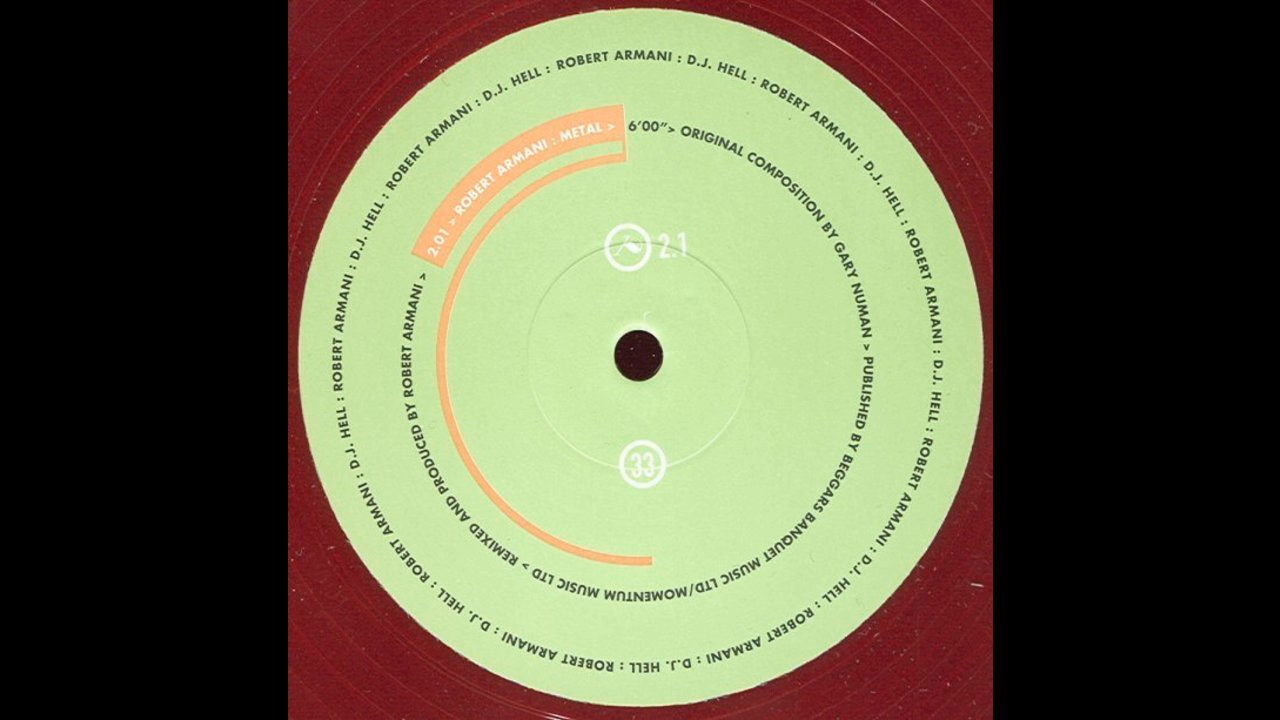 ROBERT ARMANI : D.J. HELL : ROBERT ARMANI : D.J. HELL : ROBERT ARMANI : D.J. HELL : ROBERT ARMANI : D.J. HELL : ROBERT ARMANI : D.J. HELL : ROBERT ARMANI : D.J. HELL : ROBERT ARMANI : D.J. HELL : ROBERT ARMANI : D.J. HELL : ROBERT ARMANI : D.J. HELL :
2.01 > ROBERT ARMANI : METAL > 6'00"> ORIGINAL COMPOSITION BY GARY NUMAN > PUBLISHED BY BEGGARS BANQUET MUSIC LTD/MOMENTUM MUSIC LTD > REMIXED AND PRODUCED BY ROBERT ARMANI >
2.1
33